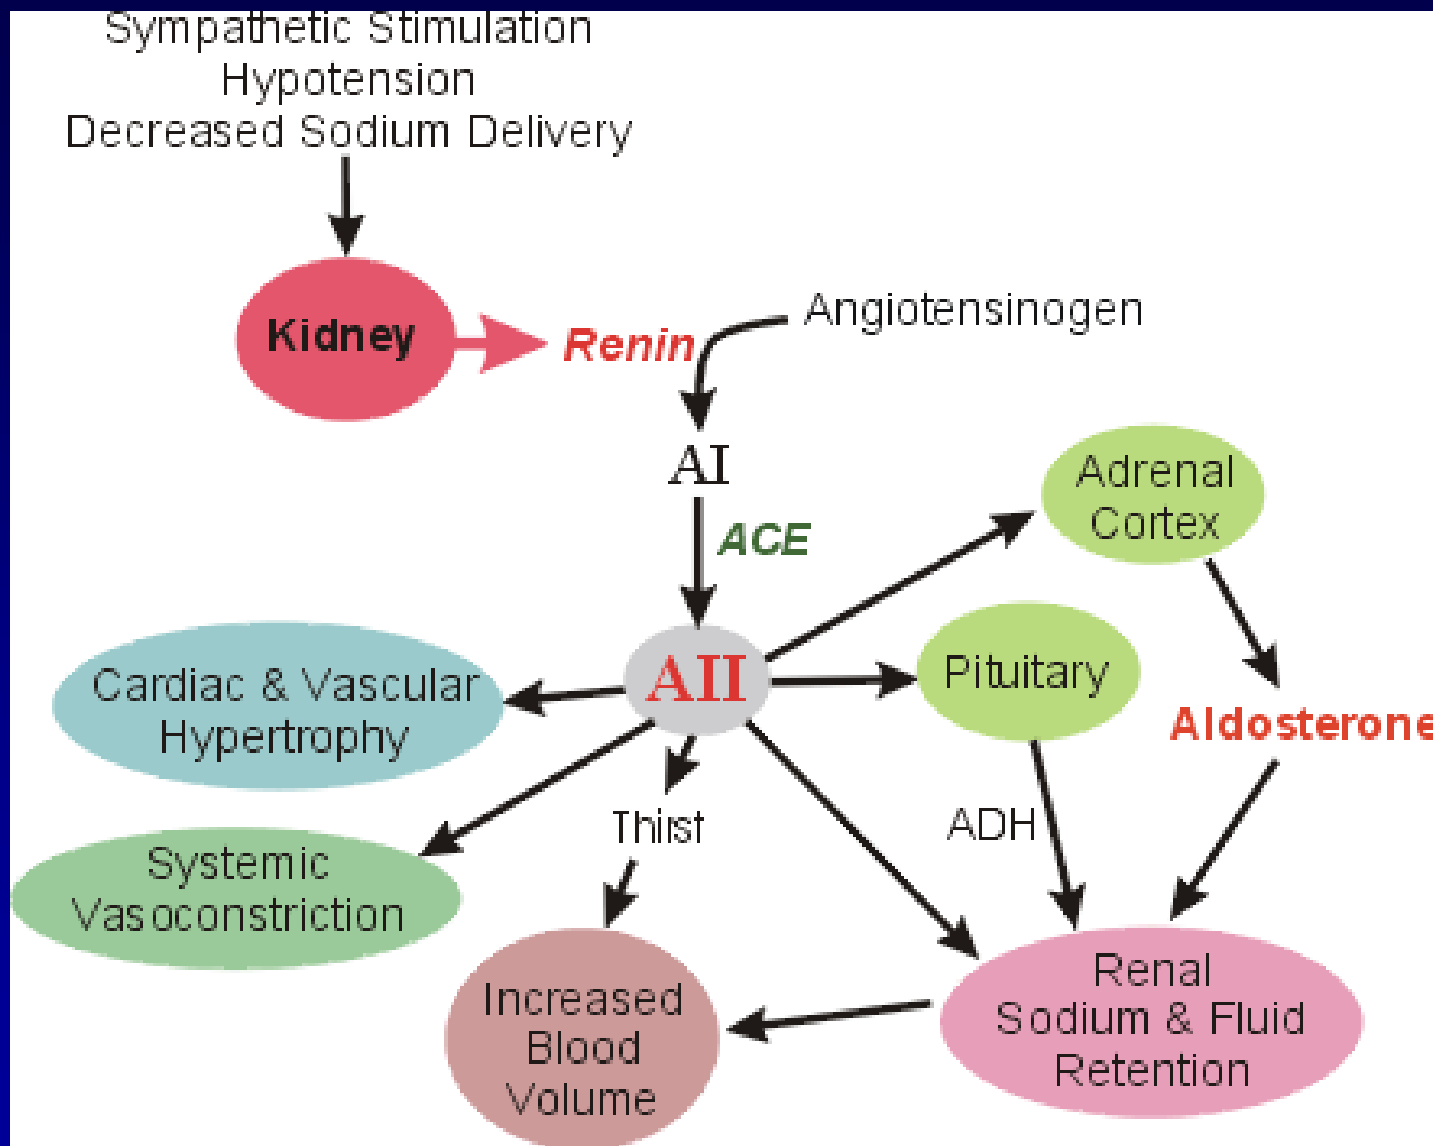 Sympathetic Stimulation
Hypotension
Decreased Sodium Delivery
Kidney
Renin
Angiotensinogen
AI
ACE
Adrenal
Cortex
AII
Pituitary
Cardiac & Vascular
Hypertrophy
Aldosterone
Thirst
ADH
Systemic
Vasoconstriction
Increased
Blood
Volume
Renal
Sodium & Fluid
Retention